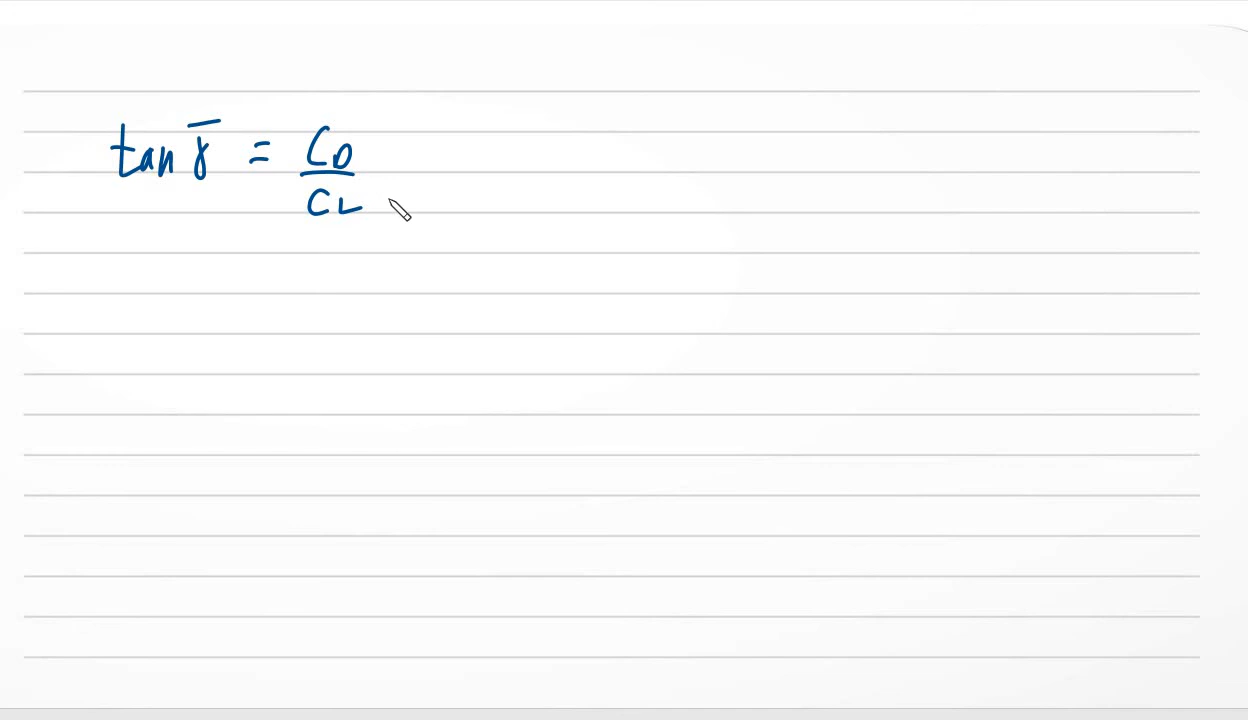 tan γ̄ = CD / CL